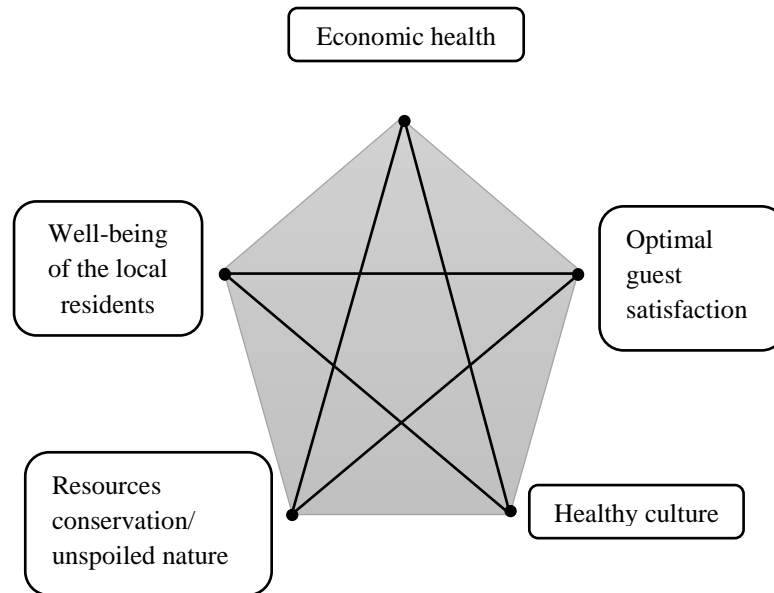 Economic health
Well-being
of the local
residents
Optimal
guest
satisfaction
Resources
conservation/
unspoiled nature
Healthy culture